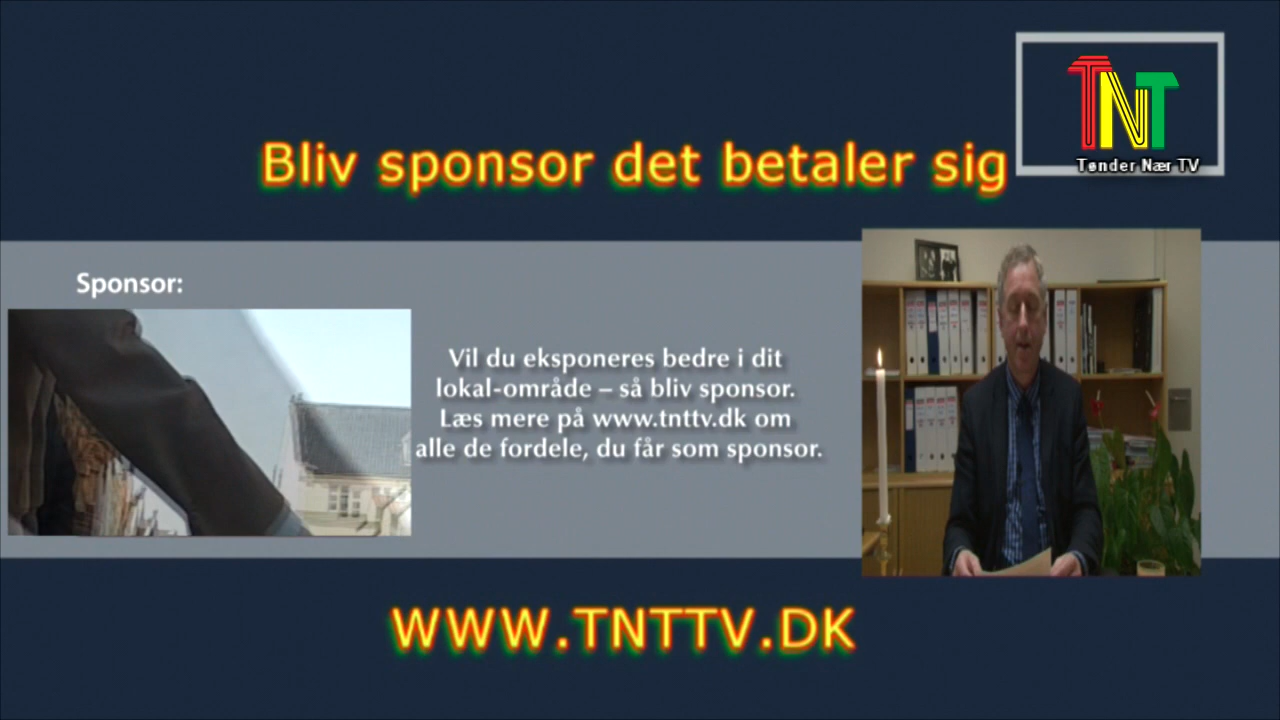 TNT
Tønder Nær TV
Bliv sponsor det betaler sig
Sponsor:
Vil du eksponeres bedre i dit
lokal-område – så bliv sponsor.
Læs mere på www.tnttv.dk om
alle de fordele, du får som sponsor.
WWW.TNTTV.DK